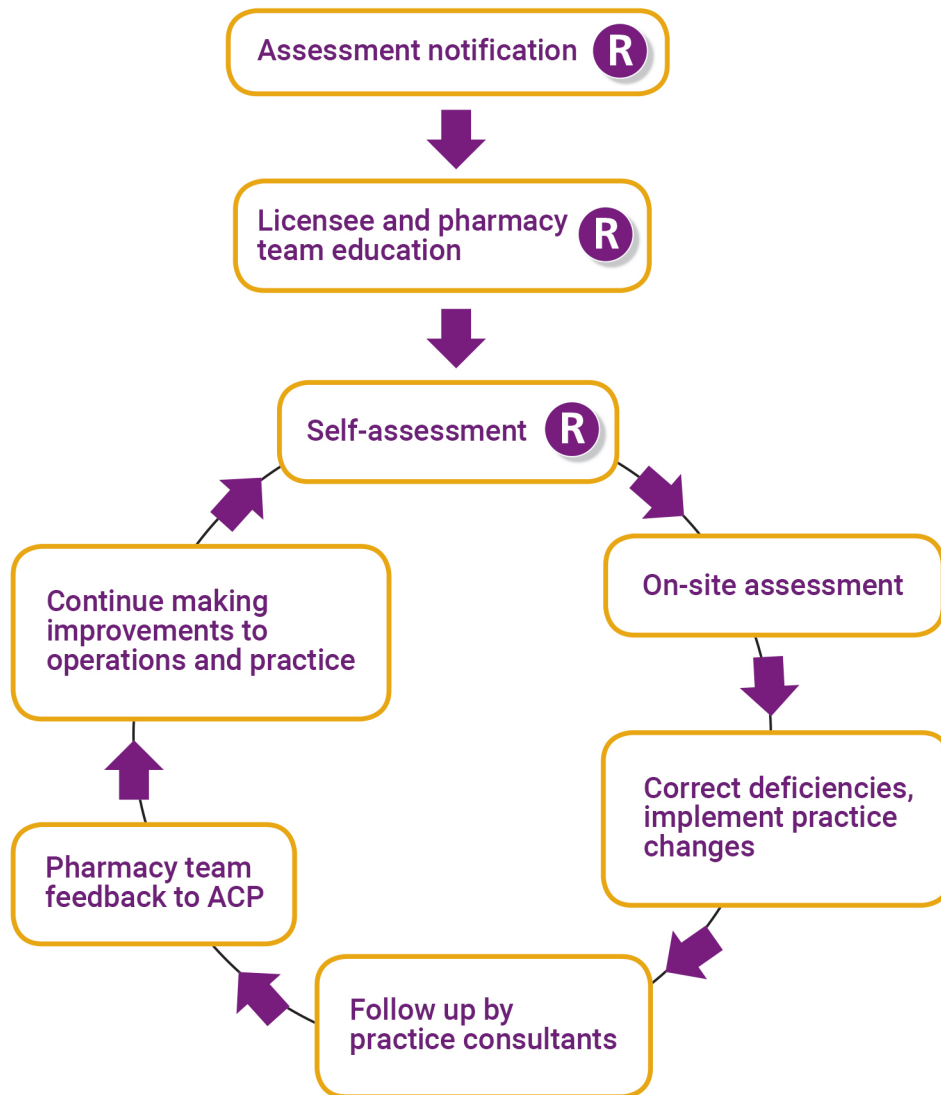 Assessment notification R
Licensee and pharmacy
team education
R
Self-assessment R
On-site assessment
Correct deficiencies,
implement practice
changes
Follow up by
practice consultants
Pharmacy team
feedback to ACP
Continue making
improvements to
operations and practice